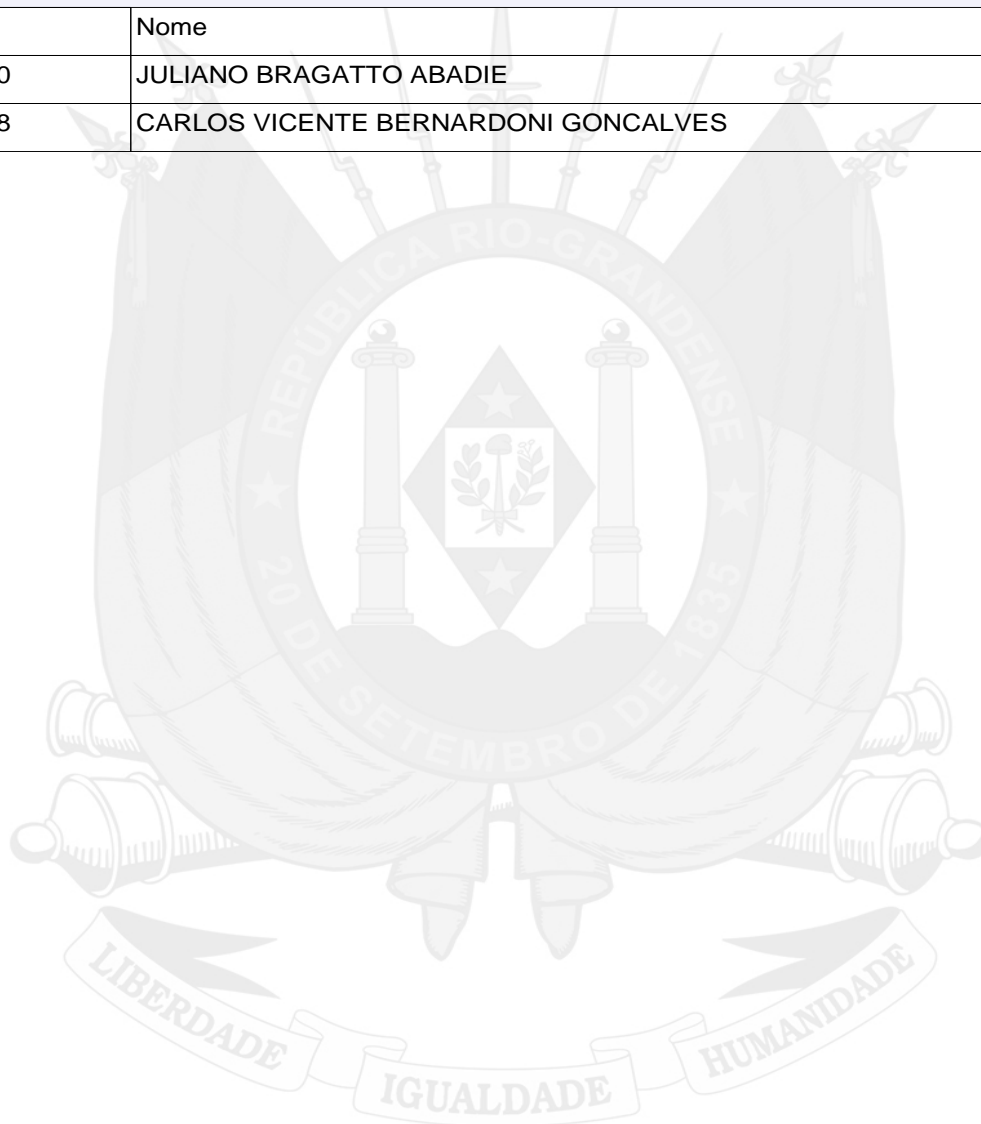 Nome
0 JULIANO BRAGATTO ABADIE
8 CARLOS VICENTE BERNARDONI GONCALVES
REPÚBLICA RIO-GRANDENSE
20 DE SETEMBRO DE 1835
LIBERDADE IGUALDADE HUMANIDADE